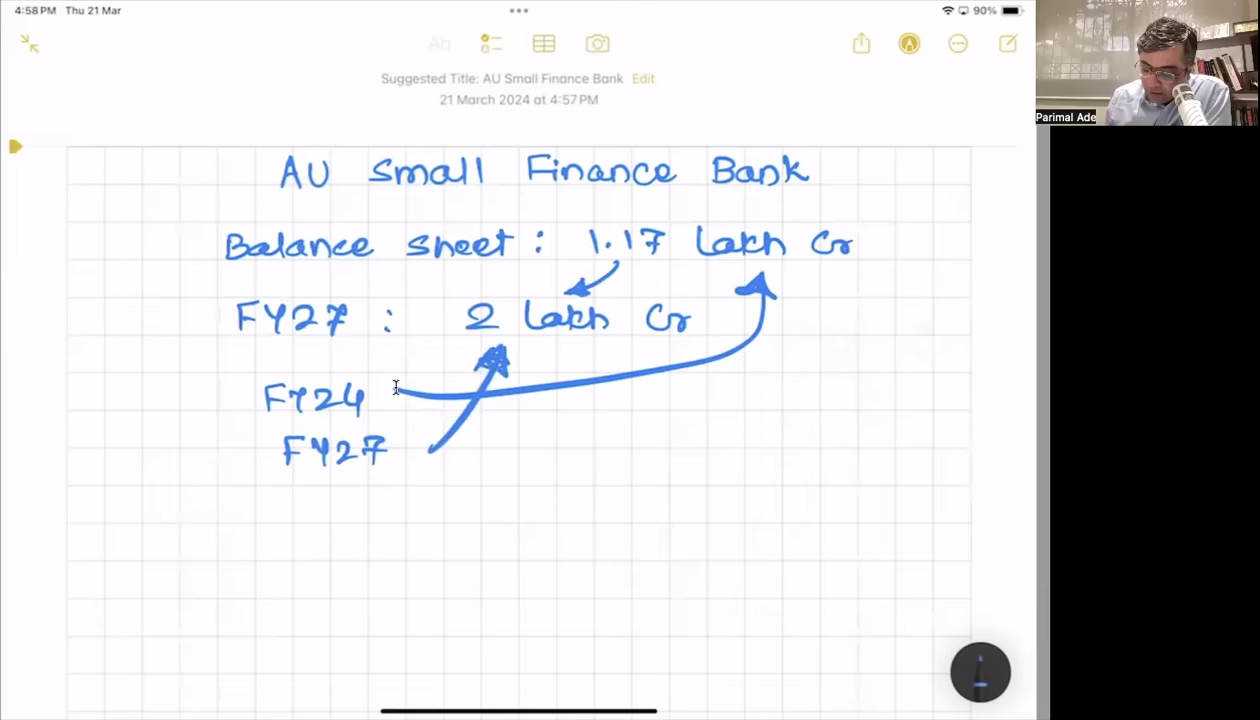 4:58 PM Thu 21 Mar
90%
Aa
Suggested Title: AU Small Finance Bank Edit
21 March 2024 at 4:57 PM
Parimal Ade
AU Small Finance Bank
Balance sheet : 1.17 Lakh Cr
FY27 : 2 Lakh Cr
FY24
FY27